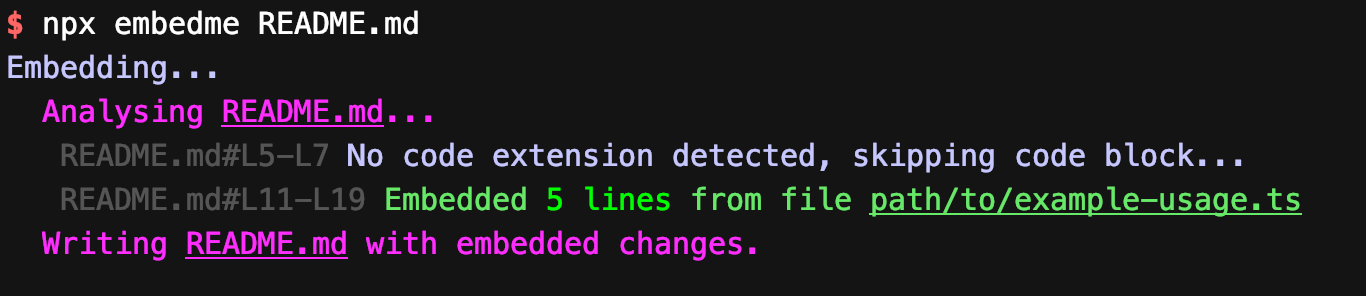 $ npx embedme README.md
Embedding...
Analysing README.md...
README.md#L5-L7 No code extension detected, skipping code block...
README.md#L11-L19 Embedded 5 lines from file path/to/example-usage.ts
Writing README.md with embedded changes.